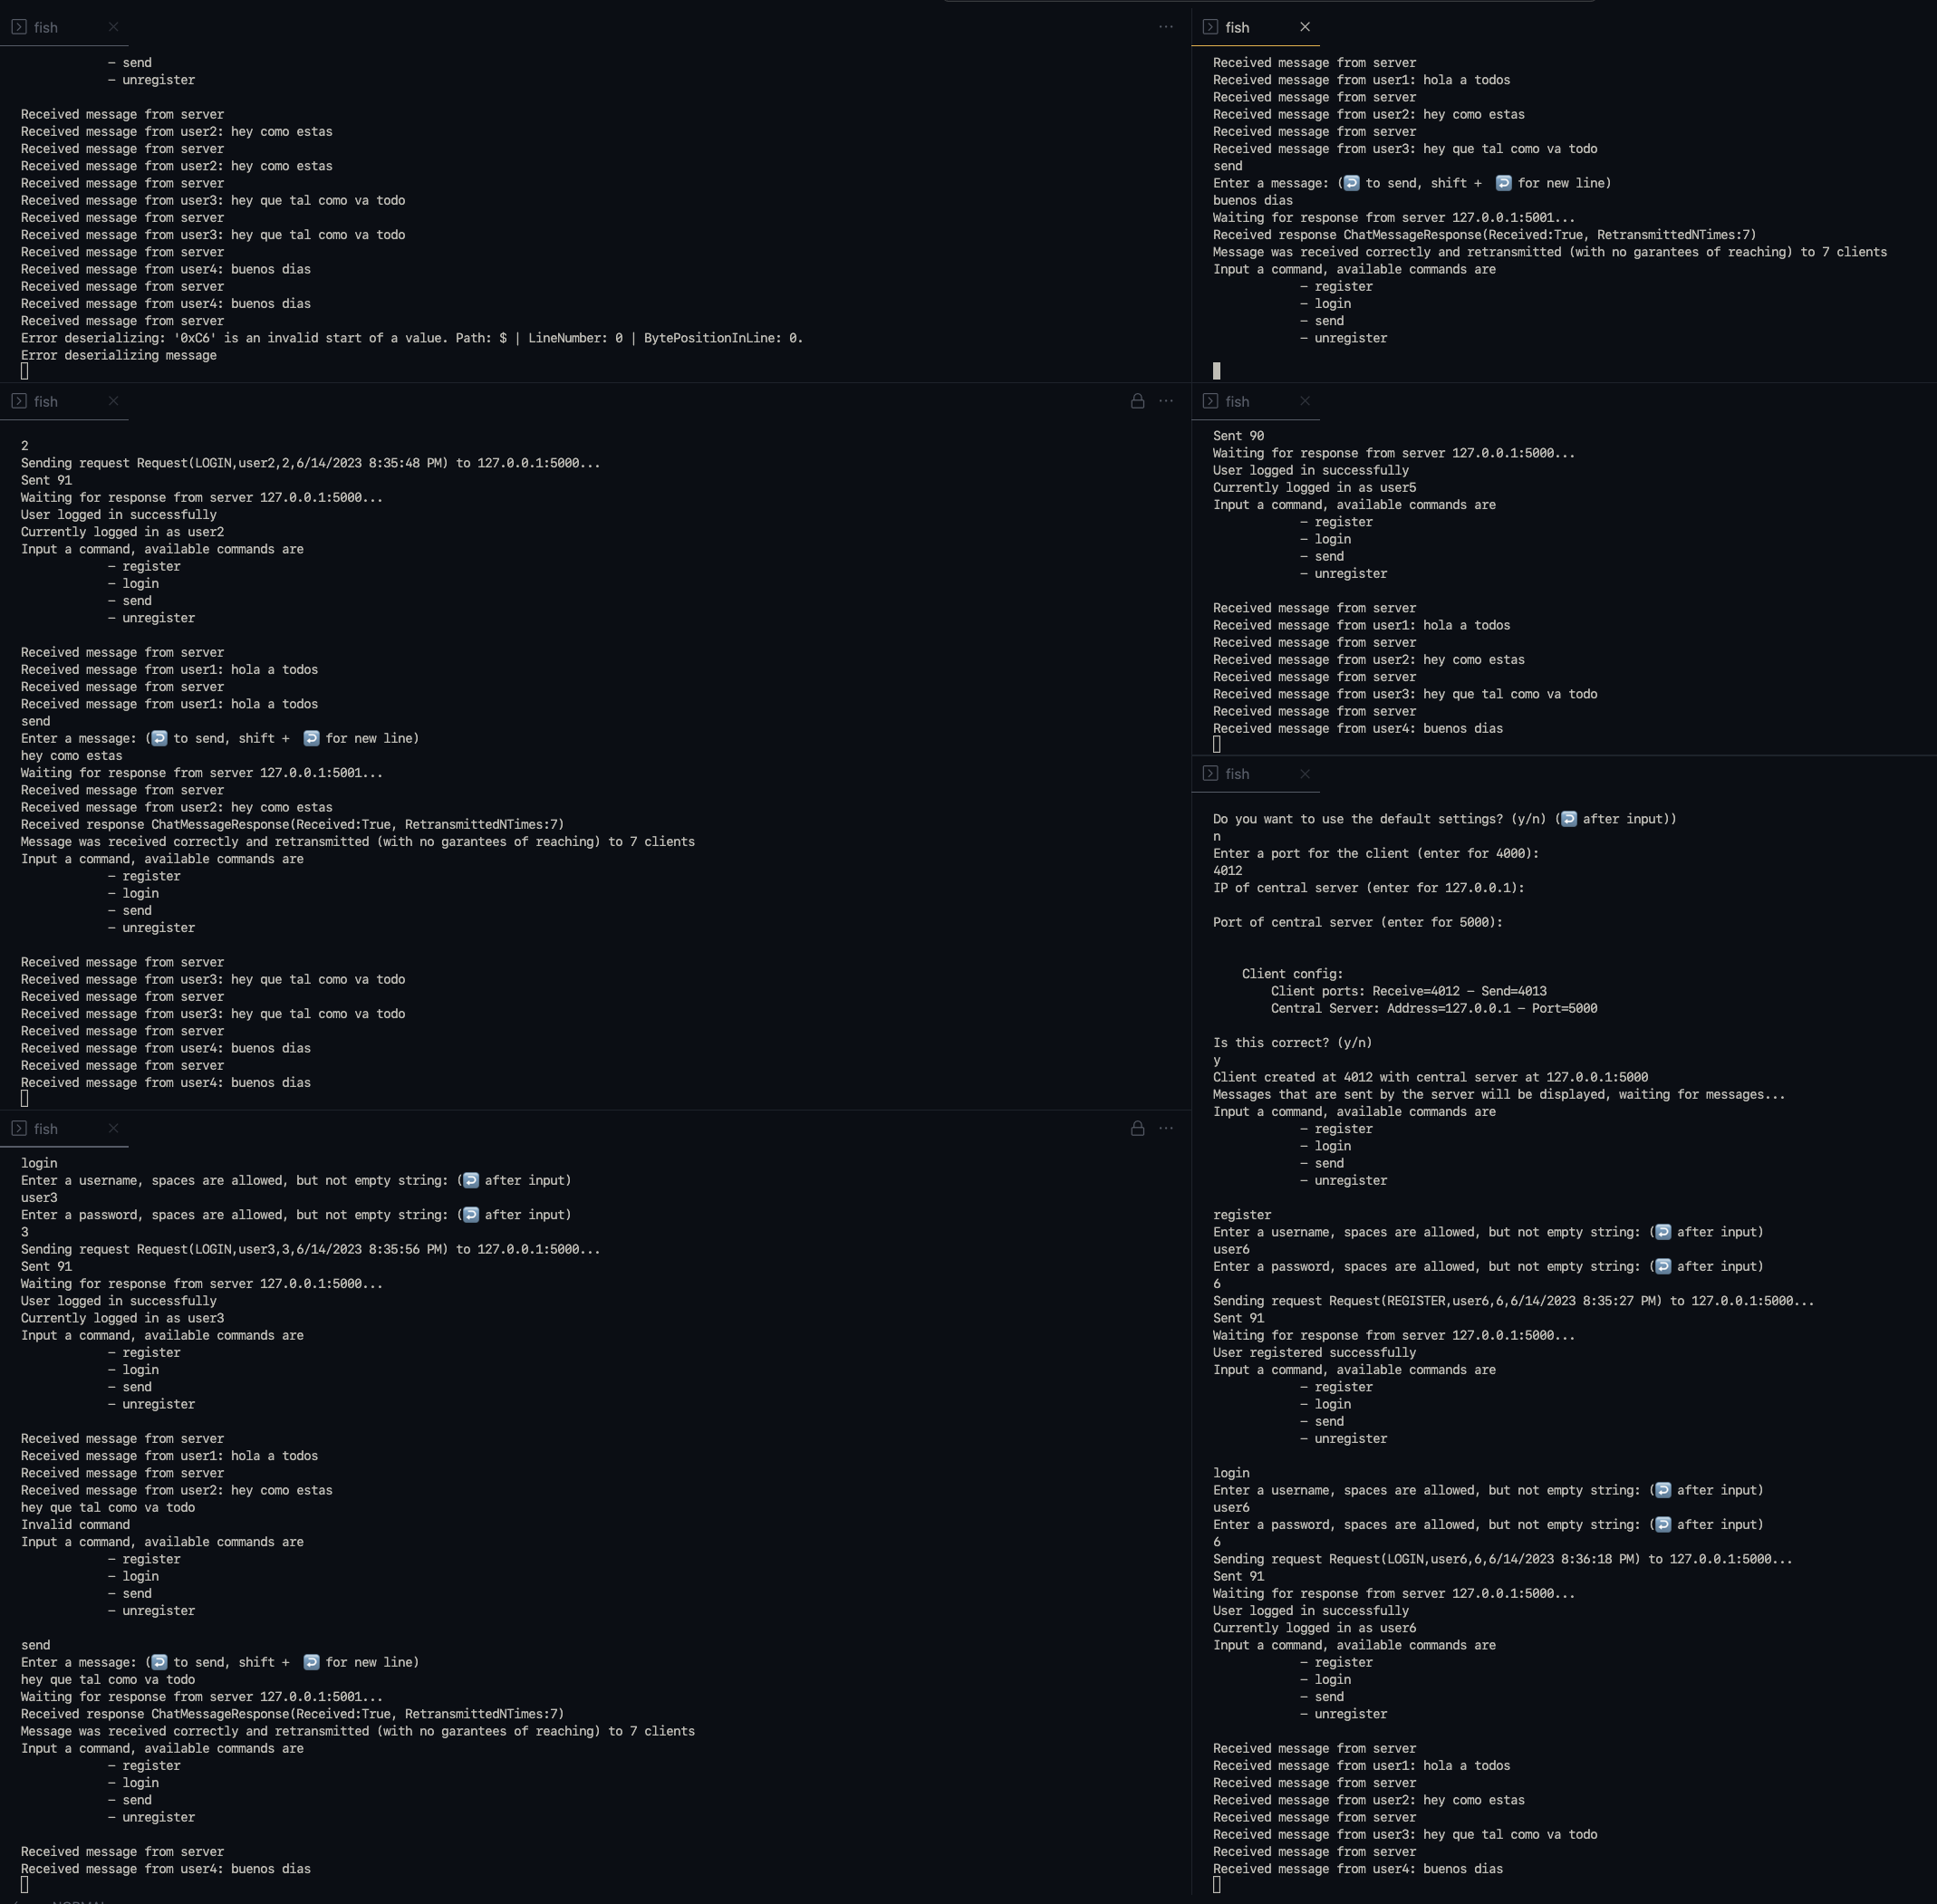 fish
- send
- unregister
Received message from server
Received message from user2: hey como estas
Received message from server
Received message from user2: hey como estas
Received message from server
Received message from user3: hey que tal como va todo
Received message from server
Received message from user3: hey que tal como va todo
Received message from server
Received message from user4: buenos dias
Received message from server
Received message from user4: buenos dias
Received message from server
Error deserializing: '0xC6' is an invalid start of a value. Path: $ | LineNumber: 0 | BytePositionInLine: 0.
Error deserializing message
fish
2
Sending request Request(LOGIN,user2,2,6/14/2023 8:35:48 PM) to 127.0.0.1:5000...
Sent 91
Waiting for response from server 127.0.0.1:5000...
User logged in successfully
Currently logged in as user2
Input a command, available commands are
- register
- login
- send
- unregister
Received message from server
Received message from user1: hola a todos
Received message from server
Received message from user1: hola a todos
send
Enter a message: (↩ to send, shift + ↩ for new line)
hey como estas
Waiting for response from server 127.0.0.1:5001...
Received message from server
Received message from user2: hey como estas
Received response ChatMessageResponse(Received:True, RetransmittedNTimes:7)
Message was received correctly and retransmitted (with no garantees of reaching) to 7 clients
Input a command, available commands are
- register
- login
- send
- unregister
Received message from server
Received message from user3: hey que tal como va todo
Received message from server
Received message from user3: hey que tal como va todo
Received message from server
Received message from user4: buenos dias
Received message from server
Received message from user4: buenos dias
fish
login
Enter a username, spaces are allowed, but not empty string: (↩ after input)
user3
Enter a password, spaces are allowed, but not empty string: (↩ after input)
3
Sending request Request(LOGIN,user3,3,6/14/2023 8:35:56 PM) to 127.0.0.1:5000...
Sent 91
Waiting for response from server 127.0.0.1:5000...
User logged in successfully
Currently logged in as user3
Input a command, available commands are
- register
- login
- send
- unregister
Received message from server
Received message from user1: hola a todos
Received message from server
Received message from user2: hey como estas
hey que tal como va todo
Invalid command
Input a command, available commands are
- register
- login
- send
- unregister
send
Enter a message: (↩ to send, shift + ↩ for new line)
hey que tal como va todo
Waiting for response from server 127.0.0.1:5001...
Received response ChatMessageResponse(Received:True, RetransmittedNTimes:7)
Message was received correctly and retransmitted (with no garantees of reaching) to 7 clients
Input a command, available commands are
- register
- login
- send
- unregister
Received message from server
Received message from user4: buenos dias
fish
Received message from server
Received message from user1: hola a todos
Received message from server
Received message from user2: hey como estas
Received message from server
Received message from user3: hey que tal como va todo
send
Enter a message: (↩ to send, shift + ↩ for new line)
buenos dias
Waiting for response from server 127.0.0.1:5001...
Received response ChatMessageResponse(Received:True, RetransmittedNTimes:7)
Message was received correctly and retransmitted (with no garantees of reaching) to 7 clients
Input a command, available commands are
- register
- login
- send
- unregister
fish
Sent 90
Waiting for response from server 127.0.0.1:5000...
User logged in successfully
Currently logged in as user5
Input a command, available commands are
- register
- login
- send
- unregister
Received message from server
Received message from user1: hola a todos
Received message from server
Received message from user2: hey como estas
Received message from server
Received message from user3: hey que tal como va todo
Received message from server
Received message from user4: buenos dias
fish
Do you want to use the default settings? (y/n) (↩ after input))
n
Enter a port for the client (enter for 4000):
4012
IP of central server (enter for 127.0.0.1):
Port of central server (enter for 5000):
Client config:
Client ports: Receive=4012 - Send=4013
Central Server: Address=127.0.0.1 - Port=5000
Is this correct? (y/n)
y
Client created at 4012 with central server at 127.0.0.1:5000
Messages that are sent by the server will be displayed, waiting for messages...
Input a command, available commands are
- register
- login
- send
- unregister
register
Enter a username, spaces are allowed, but not empty string: (↩ after input)
user6
Enter a password, spaces are allowed, but not empty string: (↩ after input)
6
Sending request Request(REGISTER,user6,6,6/14/2023 8:35:27 PM) to 127.0.0.1:5000...
Sent 91
Waiting for response from server 127.0.0.1:5000...
User registered successfully
Input a command, available commands are
- register
- login
- send
- unregister
login
Enter a username, spaces are allowed, but not empty string: (↩ after input)
user6
Enter a password, spaces are allowed, but not empty string: (↩ after input)
6
Sending request Request(LOGIN,user6,6,6/14/2023 8:36:18 PM) to 127.0.0.1:5000...
Sent 91
Waiting for response from server 127.0.0.1:5000...
User logged in successfully
Currently logged in as user6
Input a command, available commands are
- register
- login
- send
- unregister
Received message from server
Received message from user1: hola a todos
Received message from server
Received message from user2: hey como estas
Received message from server
Received message from user3: hey que tal como va todo
Received message from server
Received message from user4: buenos dias